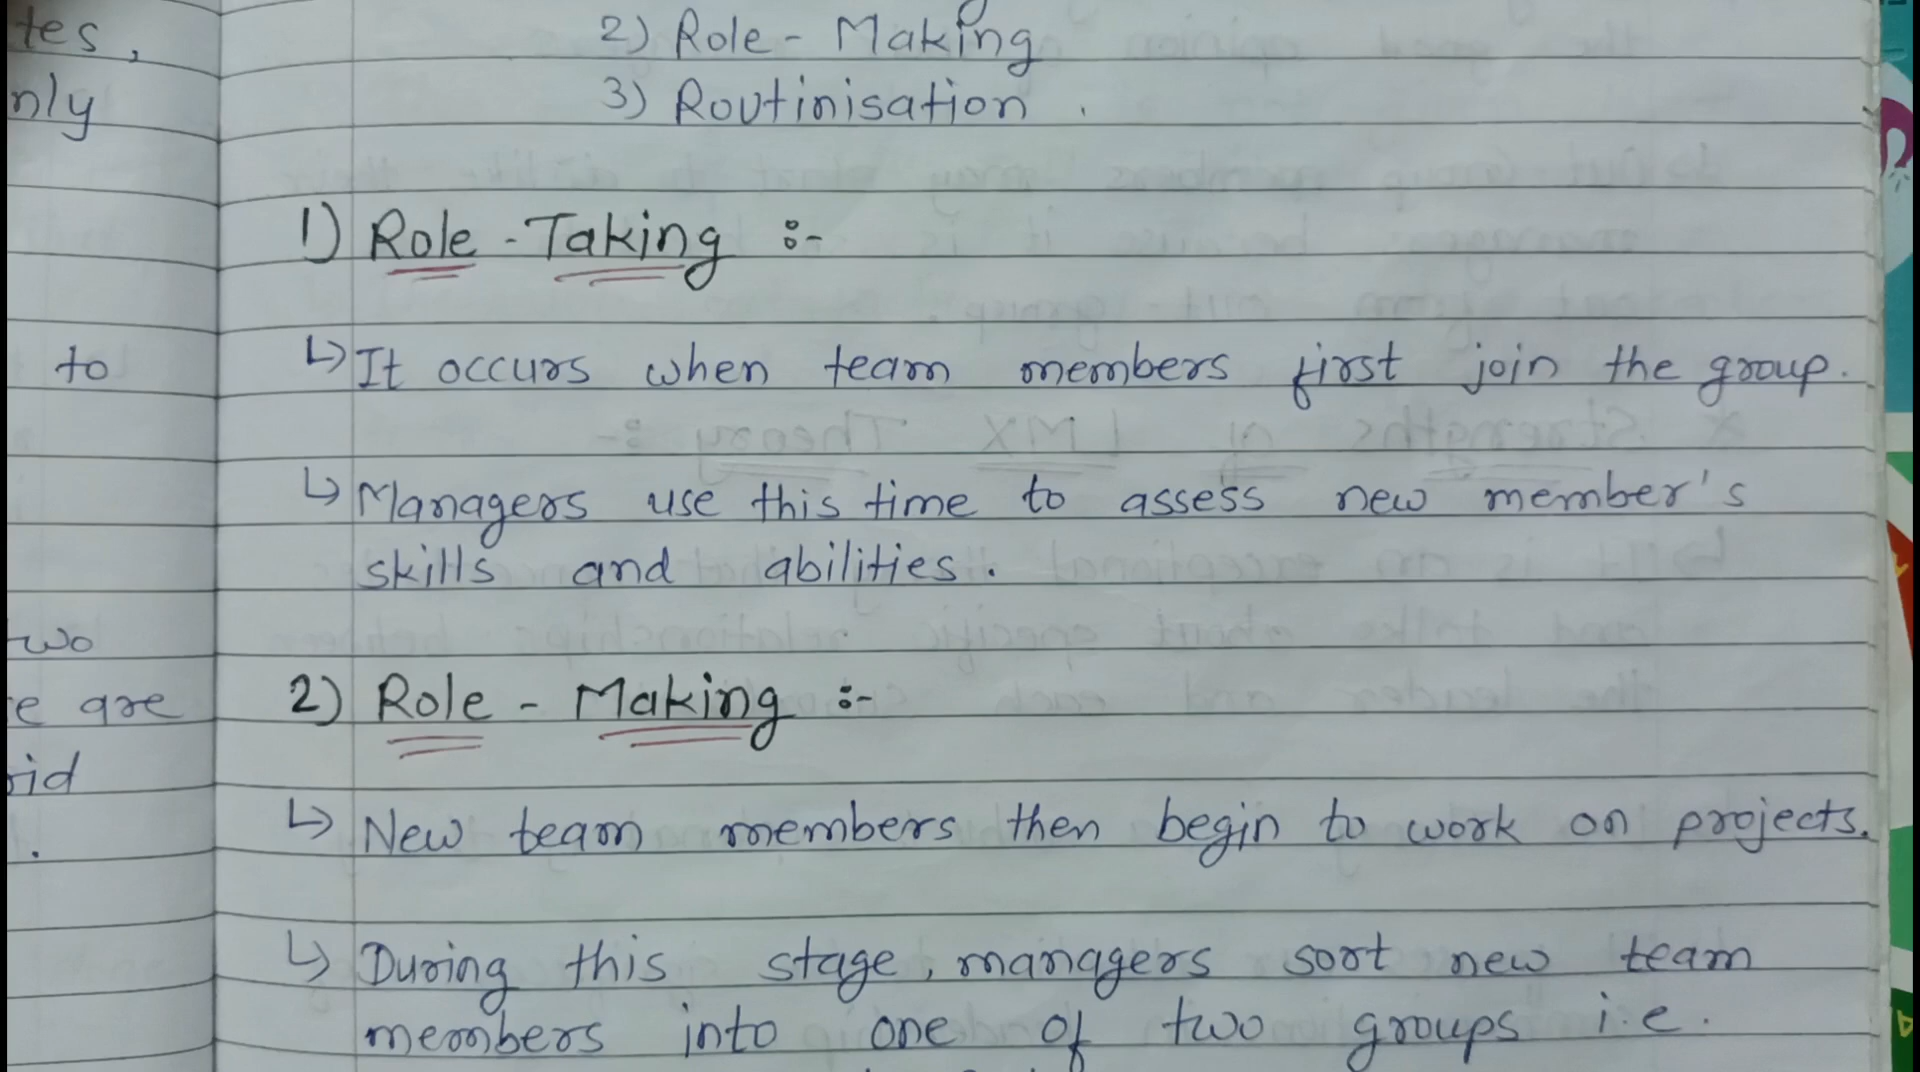 tes,
nly
to
wo
e are
id
.
2) Role - Making
3) Routinisation .
1) Role - Taking :-
↳ It occurs when team members first join the group.
↳ Managers use this time to assess new member's
skills and abilities.
2) Role - Making :-
↳ New team members then begin to work on projects.
↳ During this stage, managers sort new team
members into one of two groups i.e.